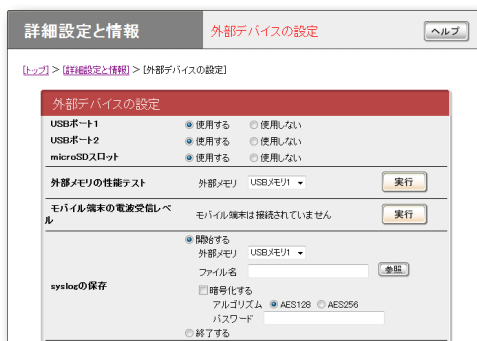 詳細設定と情報 外部デバイスの設定 ヘルプ
[トップ] > [詳細設定と情報] > [外部デバイスの設定]
外部デバイスの設定
USBポート1 使用する 使用しない
USBポート2 使用する 使用しない
microSDスロット 使用する 使用しない
外部メモリの性能テスト 外部メモリ USBメモリ1 実行
モバイル端末の電波受信レベ
ル モバイル端末は接続されていません 実行
開始する
外部メモリ USBメモリ1
ファイル名 参照
syslogの保存 暗号化する
アルゴリズム AES128 AES256
パスワード
終了する